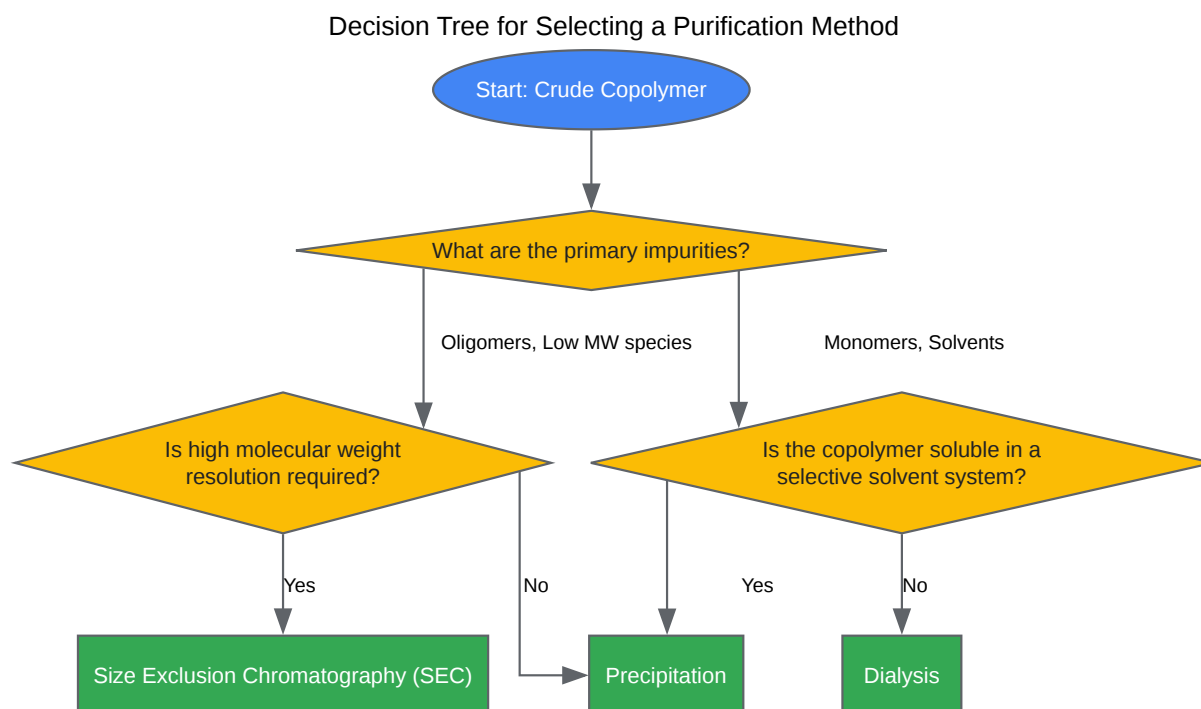 Decision Tree for Selecting a Purification Method
Start: Crude Copolymer
What are the primary impurities?
Oligomers, Low MW species
Monomers, Solvents
Is high molecular weight
resolution required?
Is the copolymer soluble in a
selective solvent system?
Yes
No
Yes
No
Size Exclusion Chromatography (SEC)
Precipitation
Dialysis